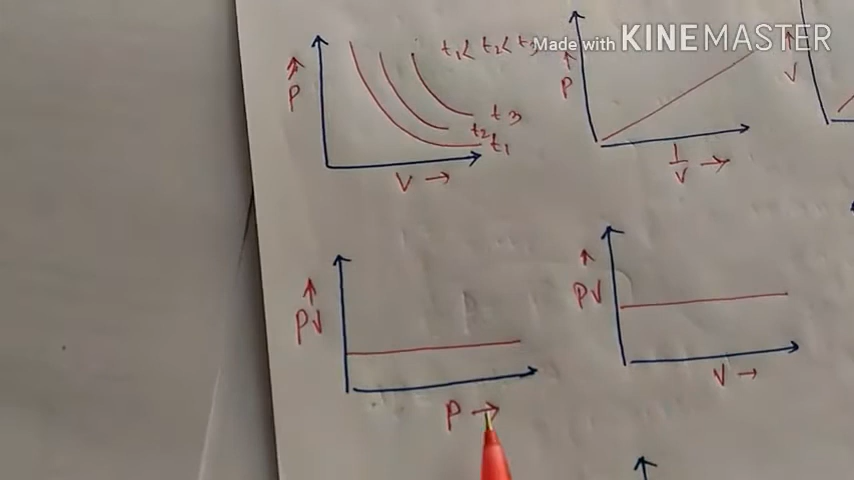 t₁ < t₂ < t₃
Made with KINEMASTER
P
t₃
t₂
t₁
V →
P
1/V →
V
PV
P →
PV
V →